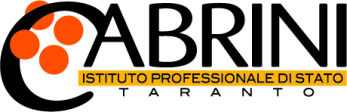 CABRINI
ISTITUTO PROFESSIONALE DI STATO
TARANTO